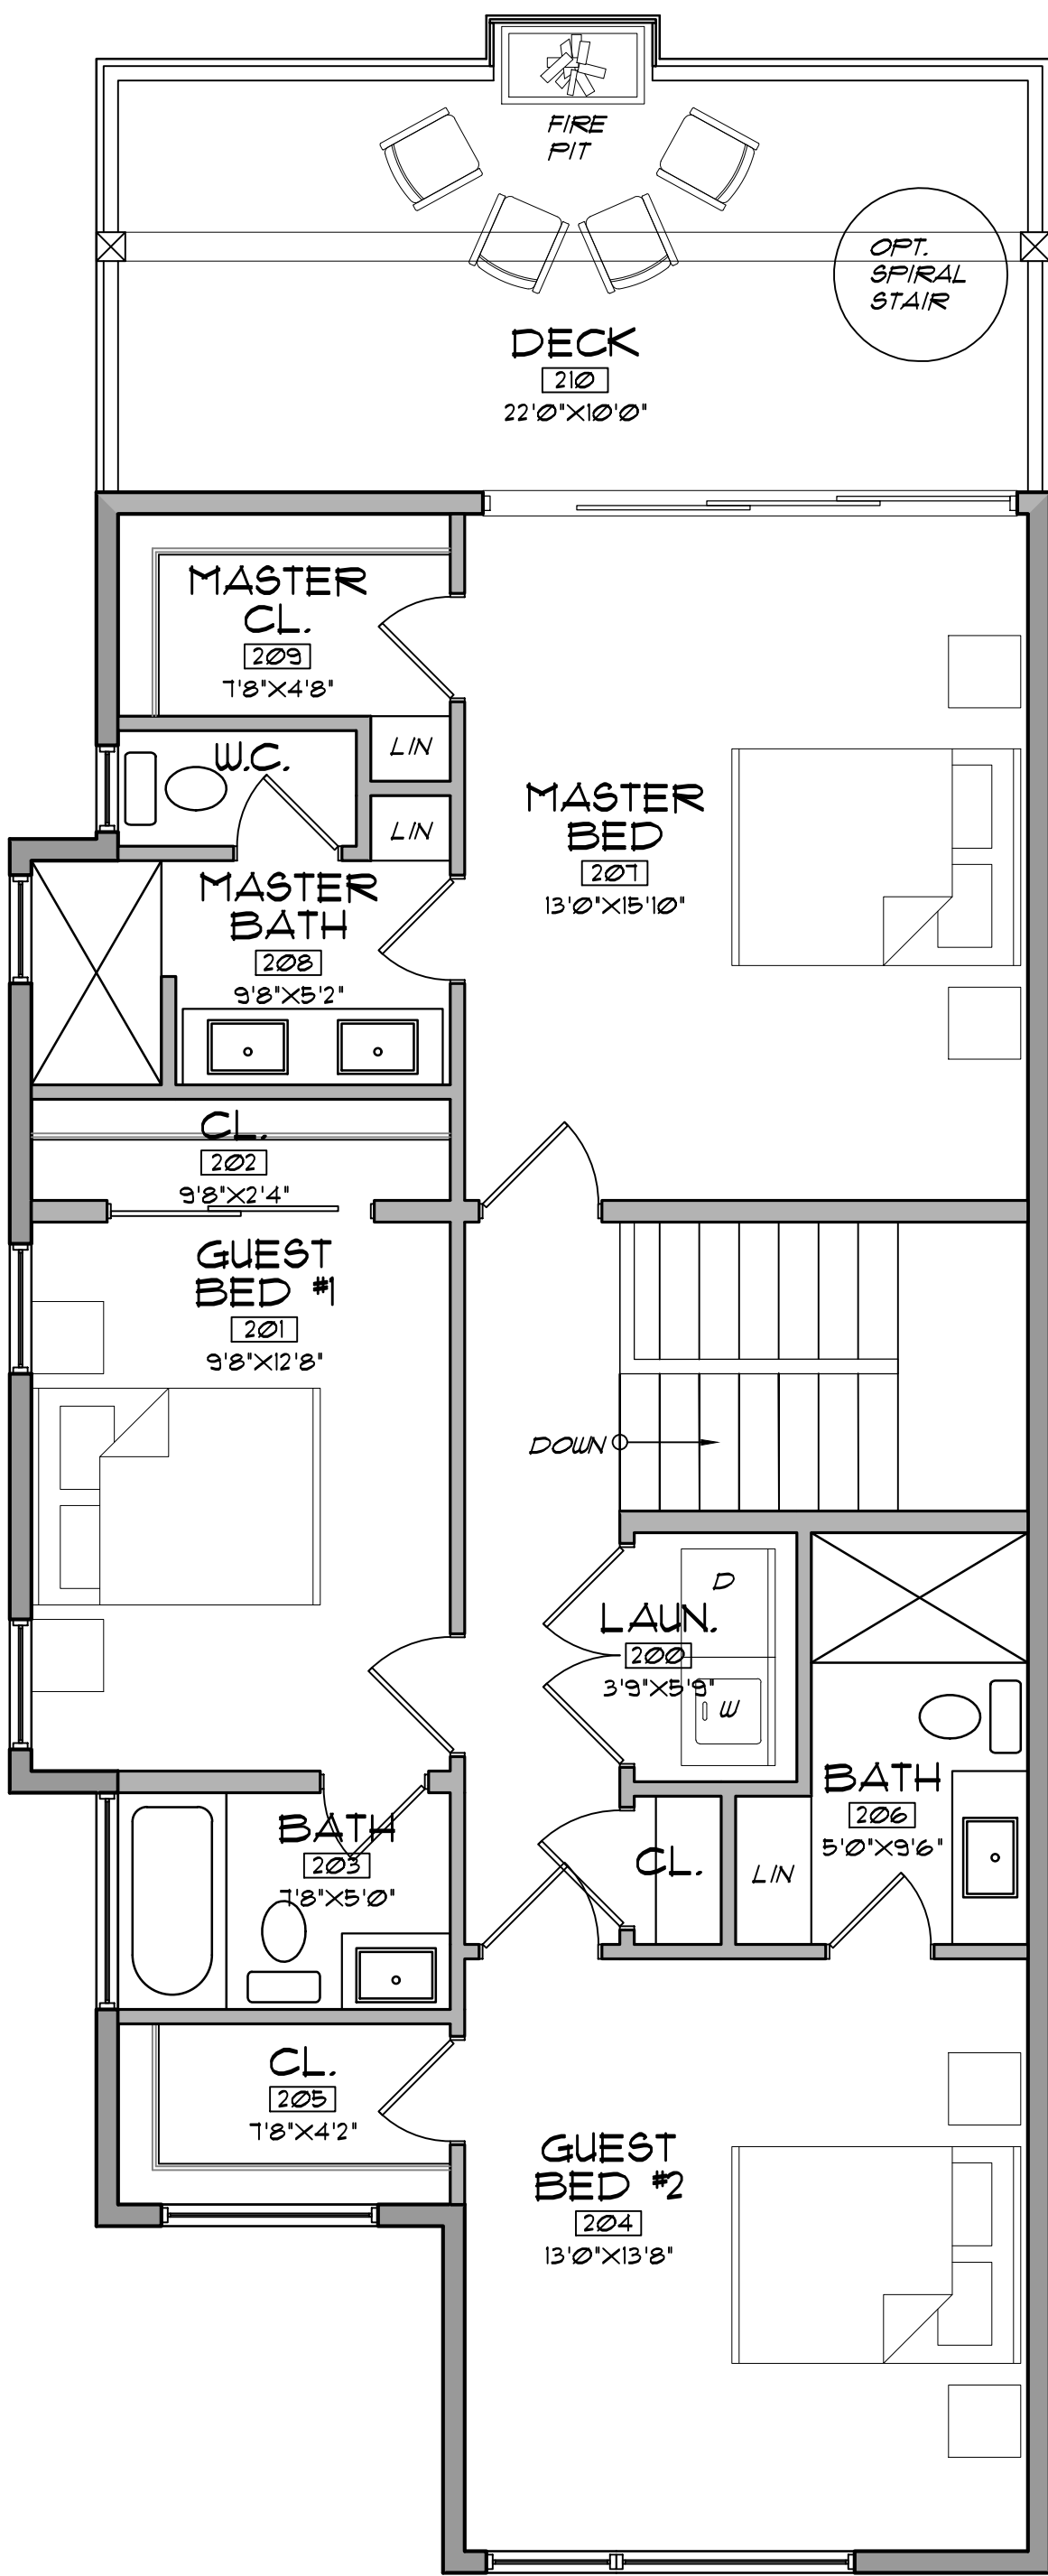 FIRE
PIT
OPT.
SPIRAL
STAIR
DECK
210
22'0"X10'0"
MASTER
CL.
209
7'8"X4'8"
LIN
W.C.
LIN
MASTER
BED
207
13'0"X15'10"
MASTER
BATH
208
9'8"X5'2"
CL.
202
9'8"X2'4"
GUEST
BED #1
201
9'8"X12'8"
DOWN
D
LAUN.
200
3'9"X5'9"
W
BATH
206
5'0"X9'6"
BATH
203
7'8"X5'0"
CL.
LIN
CL.
205
7'8"X4'2"
GUEST
BED #2
204
13'0"X13'8"